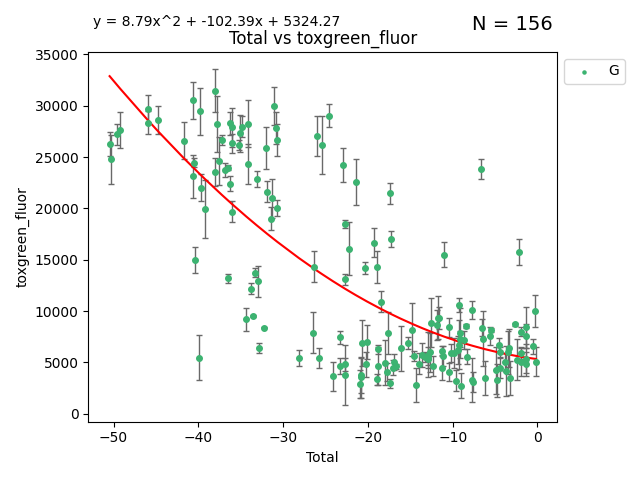 y = 8.79x^2 + -102.39x + 5324.27
N = 156
Total vs toxgreen_fluor
G
toxgreen_fluor
35000
30000
25000
20000
15000
10000
5000
0
−50
−40
−30
−20
−10
0
Total